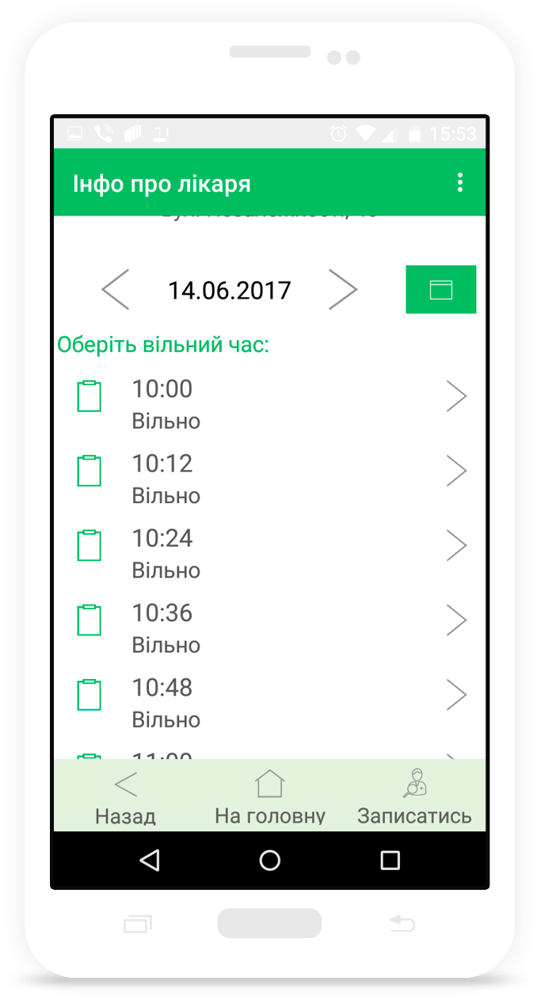 15:53
Інфо про лікаря
14.06.2017
Оберіть вільний час:
10:00
Вільно
10:12
Вільно
10:24
Вільно
10:36
Вільно
10:48
Вільно
Назад
На головну
Записатись